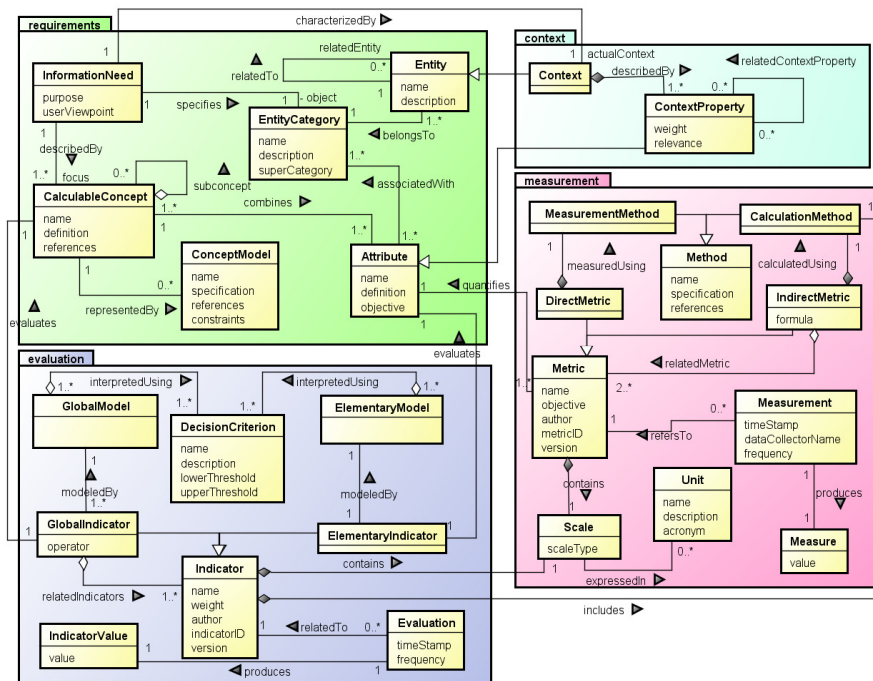 requirements
characterizedBy
1
1
InformationNeed
purpose
userViewpoint
relatedEntity
relatedTo
0..*
Entity
name
description
1
specifies
1
- object
1
1..*
EntityCategory
name
description
superCategory
1
belongsTo
1..*
associatedWith
1
describedBy
focus
1..*
0..*
subconcept
CalculableConcept
name
definition
references
1..*
1
combines
1..*
1..*
1
1
ConceptModel
name
specification
references
constraints
0..*
representedBy
Attribute
name
definition
objective
1
1
evaluates
evaluates
quantifies
context
actualContext
Context
describedBy
relatedContextProperty
1..*
0..*
0..*
ContextProperty
weight
relevance
measurement
MeasurementMethod
CalculationMethod
1
1
1
1
measuredUsing
calculatedUsing
Method
name
specification
references
DirectMetric
IndirectMetric
formula
relatedMetric
2..*
1..*
Metric
name
objective
author
metricID
version
1
refersTo
0..*
Measurement
timeStamp
dataCollectorName
frequency
contains
1
Unit
name
description
acronym
0..*
1
produces
1
Scale
scaleType
1
1
expressedIn
Measure
value
evaluation
1..*
interpretedUsing
1..*
1..*
interpretedUsing
1..*
GlobalModel
DecisionCriterion
name
description
lowerThreshold
upperThreshold
ElementaryModel
1
modeledBy
1..*
1
modeledBy
1
1
GlobalIndicator
operator
ElementaryIndicator
contains
Indicator
name
weight
author
indicatorID
version
relatedIndicators
1..*
includes
1
relatedTo
0..*
Evaluation
timeStamp
frequency
IndicatorValue
value
1
produces
1